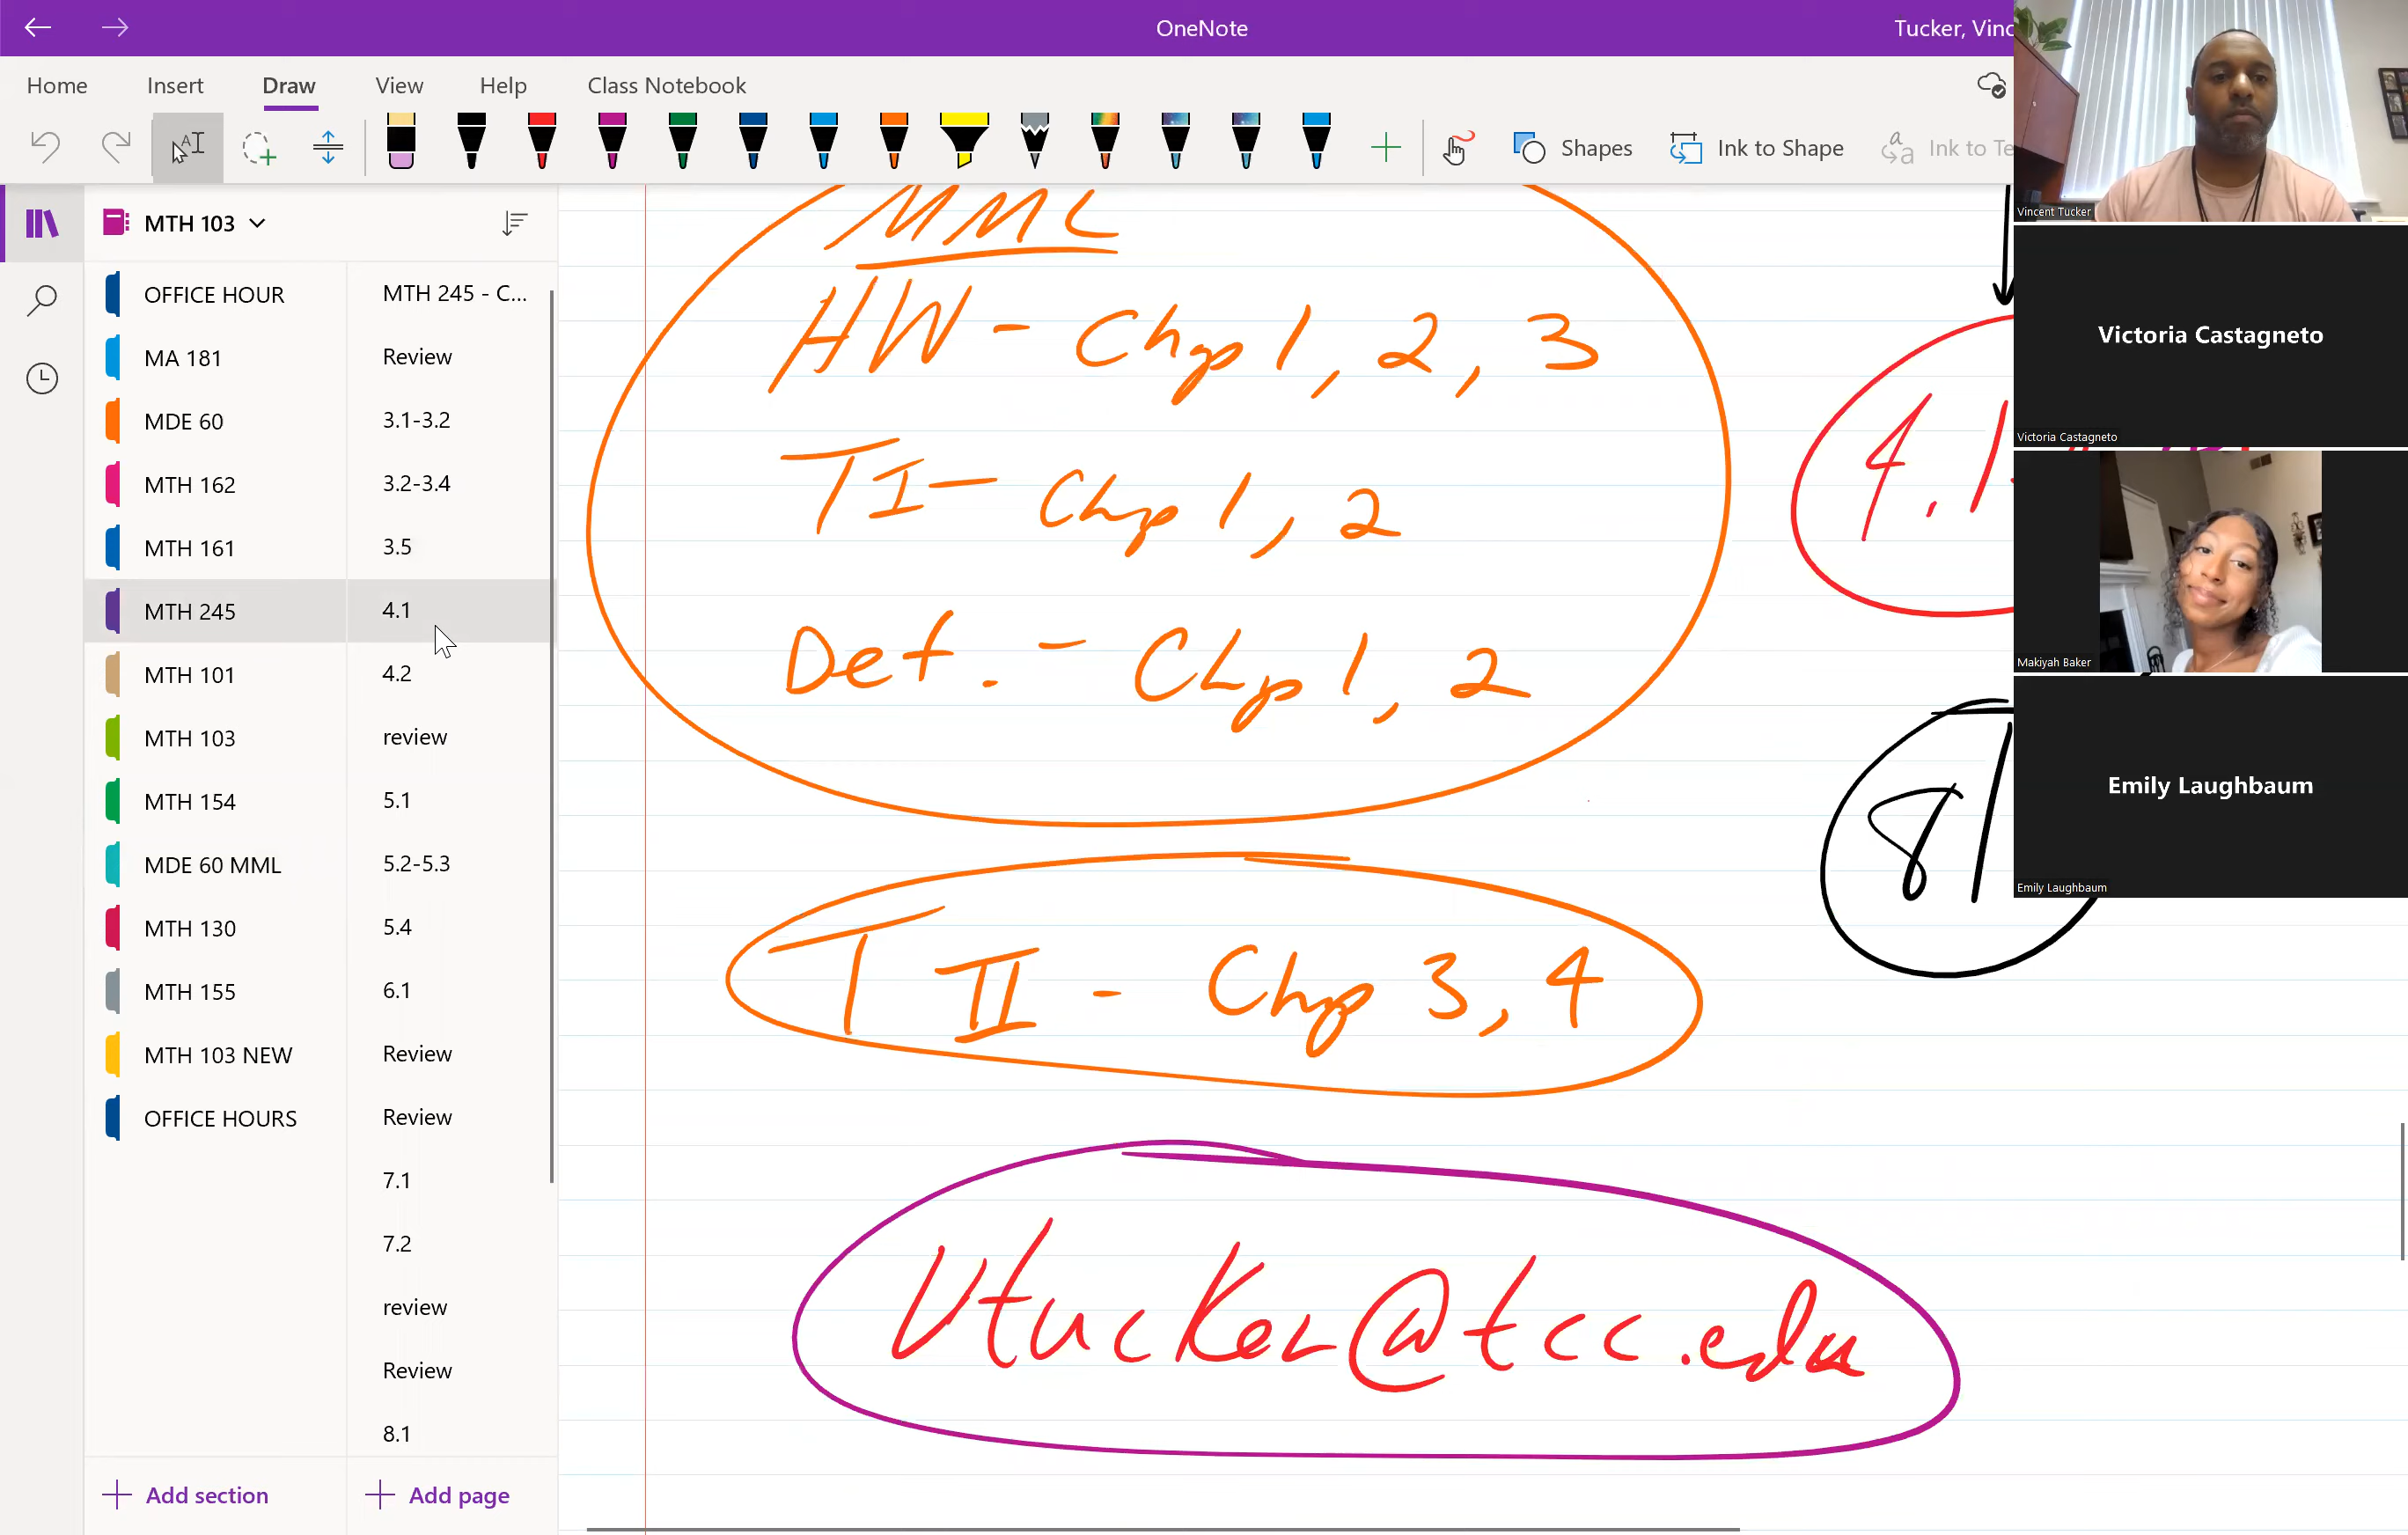 OneNote
Tucker, Vinc
Home Insert Draw View Help Class Notebook
Shapes Ink to Shape Ink to Te
MTH 103
OFFICE HOUR
MA 181
MDE 60
MTH 162
MTH 161
MTH 245
MTH 101
MTH 103
MTH 154
MDE 60 MML
MTH 130
MTH 155
MTH 103 NEW
OFFICE HOURS
Add section
MTH 245 - C...
Review
3.1-3.2
3.2-3.4
3.5
4.1
4.2
review
5.1
5.2-5.3
5.4
6.1
Review
Review
7.1
7.2
review
Review
8.1
Add page
MML
HW - Chp 1, 2, 3
TI - Chp 1, 2
Det. - Chp 1, 2
T II - Chp 3, 4
Vtucker@tcc.edu
4.1
81
Vincent Tucker
Victoria Castagneto
Victoria Castagneto
Makiyah Baker
Emily Laughbaum
Emily Laughbaum